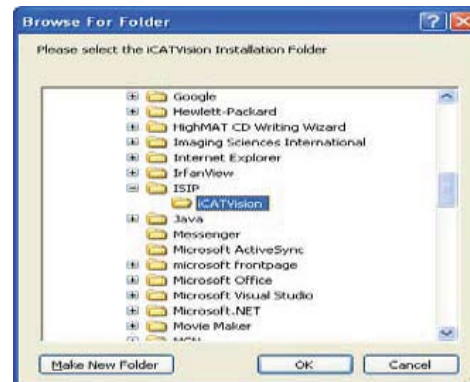 Browse For Folder
Please select the iCATVision Installation Folder
Google
Hewlett-Packard
HighMAT CD Writing Wizard
Imaging Sciences International
Internet Explorer
IrfanView
ISIP
iCATVision
Java
Messenger
Microsoft ActiveSync
microsoft frontpage
Microsoft Office
Microsoft Visual Studio
Microsoft.NET
Movie Maker
Make New Folder
OK
Cancel